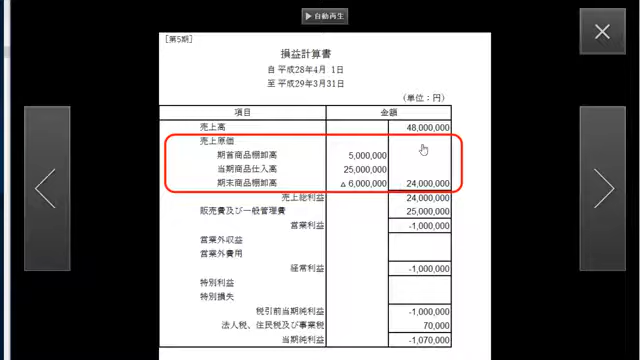 ▶自動再生
[第5期]
損益計算書
自 平成28年4月 1日
至 平成29年3月31日
(単位：円)
項目 金額
売上高 48,000,000
売上原価
期首商品棚卸高 5,000,000
当期商品仕入高 25,000,000
期末商品棚卸高 △ 6,000,000 24,000,000
売上総利益 24,000,000
販売費及び一般管理費 25,000,000
営業利益 -1,000,000
営業外収益
営業外費用
経常利益 -1,000,000
特別利益
特別損失
税引前当期純利益 -1,000,000
法人税、住民税及び事業税 70,000
当期純利益 -1,070,000